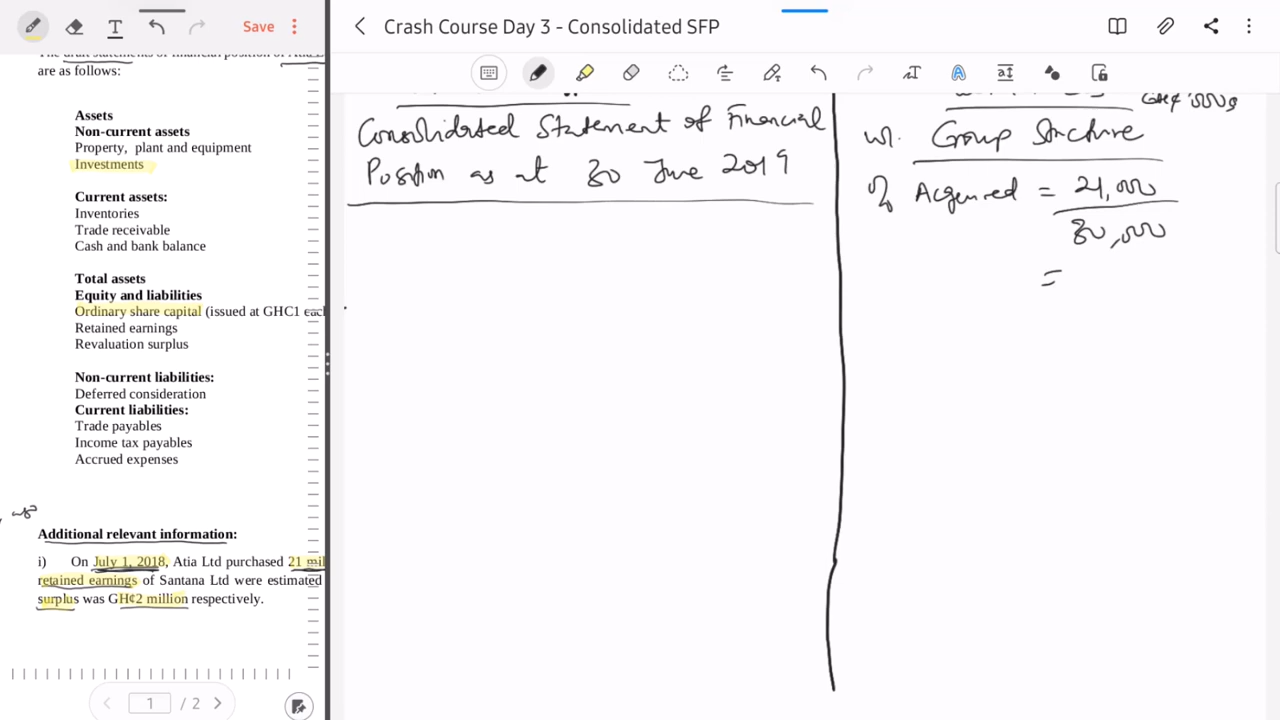 Save
Crash Course Day 3 - Consolidated SFP
are as follows:
Assets
Non-current assets
Property, plant and equipment
Investments
Current assets:
Inventories
Trade receivable
Cash and bank balance
Total assets
Equity and liabilities
Ordinary share capital (issued at GHC1 each
Retained earnings
Revaluation surplus
Non-current liabilities:
Deferred consideration
Current liabilities:
Trade payables
Income tax payables
Accrued expenses
Additional relevant information:
i) On July 1, 2018, Atia Ltd purchased 21 mil
retained earnings of Santana Ltd were estimated
surplus was GH¢2 million respectively.
1 / 2
Consolidated Statement of Financial
Position as at 30 June 2019
GH¢'000s
W1. Group Structure
% Acquired = 21,000
30,000
=